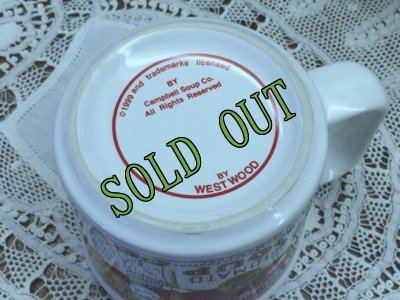 ©1999 and trademarks licensed
BY
Campbell Soup Co.
All Rights Reserved
SOLD OUT
BY
WESTWOOD